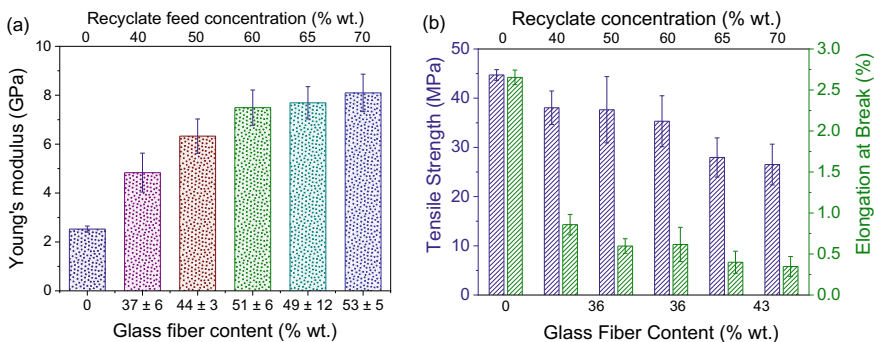 (a)
Recyclate feed concentration (% wt.)
0 40 50 60 65 70
Young's modulus (GPa)
10
8
6
4
2
0
0 37 ± 6 44 ± 3 51 ± 6 49 ± 12 53 ± 5
Glass fiber content (% wt.)
(b)
Recyclate concentration (% wt.)
0 40 50 60 65 70
Tensile Strength (MPa)
50
40
30
20
10
0
3.0
2.5
2.0
1.5
1.0
0.5
0.0
Elongation at Break (%)
0 36 36 43
Glass Fiber Content (% wt.)